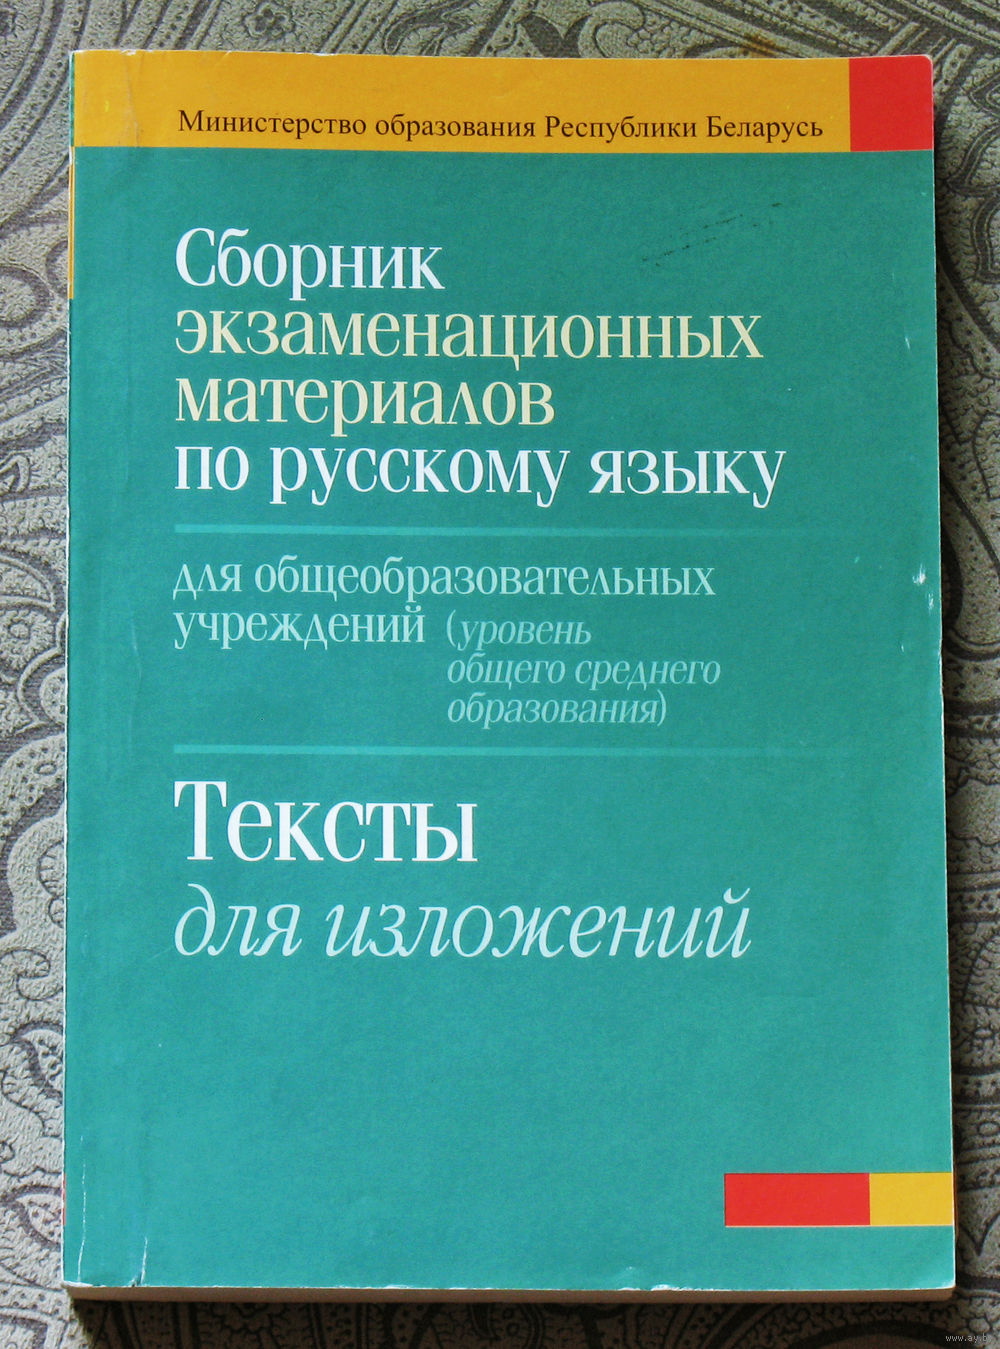 Министерство образования Республики Беларусь
Сборник
экзаменационных
материалов
по русскому языку
для общеобразовательных
учреждений (уровень
общего среднего
образования)
Тексты
для изложений